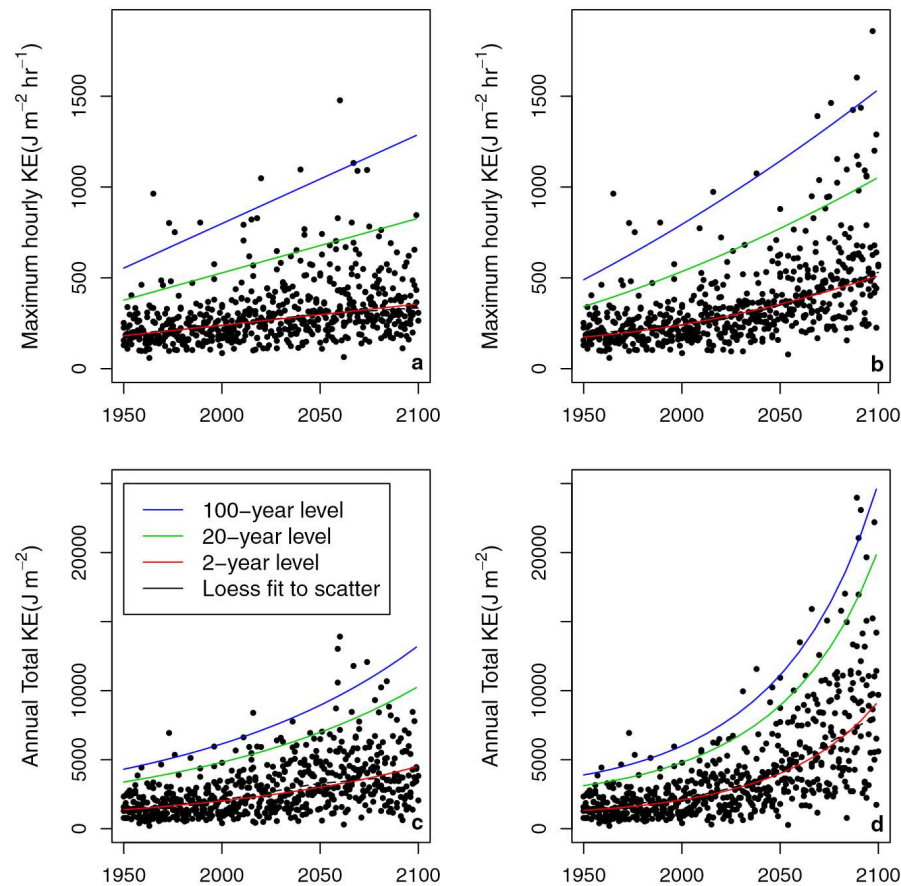 Maximum hourly KE(J m−2 hr−1)
1500
1000
500
0
1950 2000 2050 2100
a
Maximum hourly KE(J m−2 hr−1)
1500
1000
500
0
1950 2000 2050 2100
b
Annual Total KE(J m−2)
20000
10000
5000
0
1950 2000 2050 2100
100−year level
20−year level
2−year level
Loess fit to scatter
c
Annual Total KE(J m−2)
20000
10000
5000
0
1950 2000 2050 2100
d